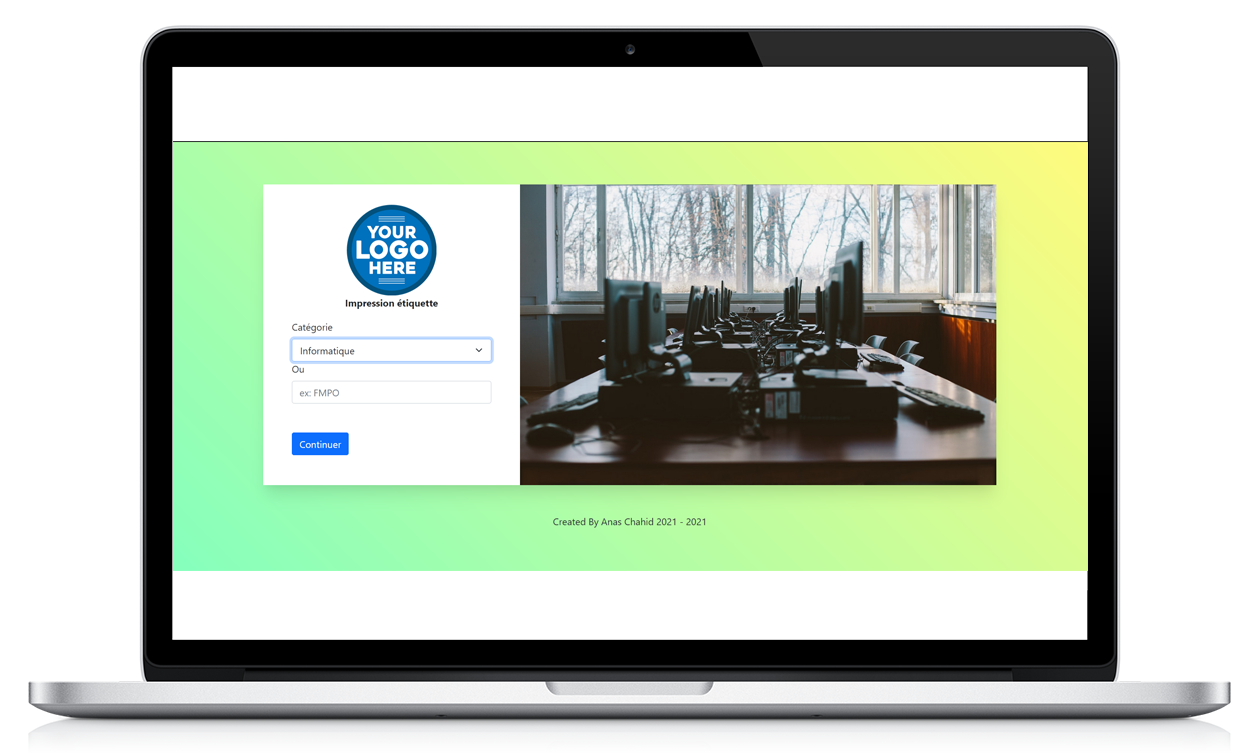 YOUR
LOGO
HERE
Impression étiquette
Catégorie
Informatique
Ou
ex: FMPO
Continuer
Created By Anas Chahid 2021 - 2021